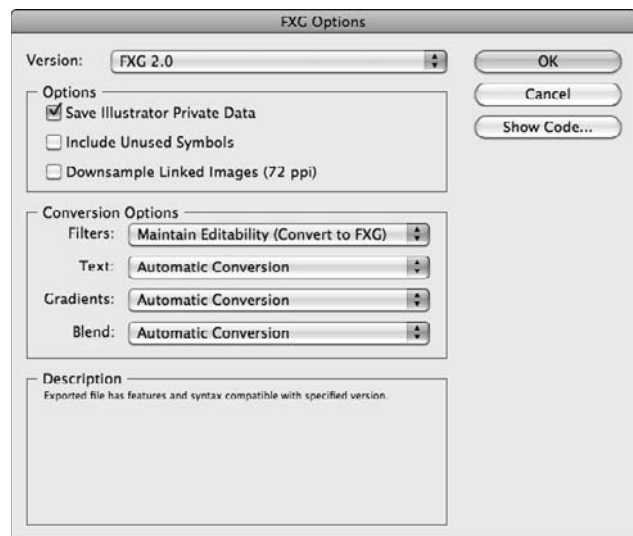 FXG Options
Version: FXG 2.0
OK
Cancel
Show Code...
Options
Save Illustrator Private Data
Include Unused Symbols
Downsample Linked Images (72 ppi)
Conversion Options
Filters: Maintain Editability (Convert to FXG)
Text: Automatic Conversion
Gradients: Automatic Conversion
Blend: Automatic Conversion
Description
Exported file has features and syntax compatible with specified version.